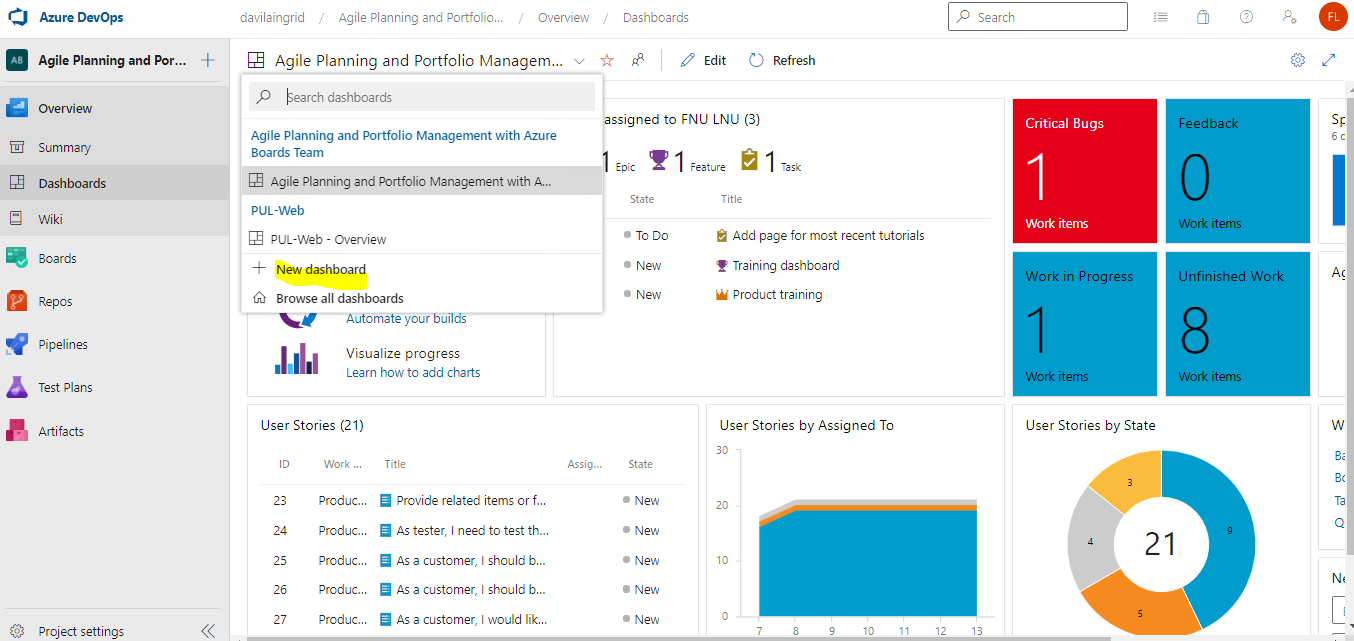 Azure DevOps
davilaingrid / Agile Planning and Portfolio... / Overview / Dashboards
Search
FL
AB Agile Planning and Por...
Overview
Summary
Dashboards
Wiki
Boards
Repos
Pipelines
Test Plans
Artifacts
Project settings
Agile Planning and Portfolio Managem...
Edit
Refresh
Search dashboards
Agile Planning and Portfolio Management with Azure
Boards Team
Agile Planning and Portfolio Management with A...
PUL-Web
PUL-Web - Overview
New dashboard
Browse all dashboards
Automate your builds
Visualize progress
Learn how to add charts
assigned to FNU LNU (3)
1 Epic 1 Feature 1 Task
State Title
To Do Add page for most recent tutorials
New Training dashboard
New Product training
Critical Bugs
1
Work items
Feedback
0
Work items
Work in Progress
1
Work items
Unfinished Work
8
Work items
Sp
6 d
Ag
User Stories (21)
ID Work ... Title Assig... State
23 Produc... Provide related items or f... New
24 Produc... As tester, I need to test th... New
25 Produc... As a customer, I should b... New
26 Produc... As a customer, I should b... New
27 Produc... As a customer, I would lik... New
User Stories by Assigned To
30
20
10
0
7 8 9 10 11 12 13
User Stories by State
3
9
4
21
5
W
Ba
Bo
Ta
Q
Ne